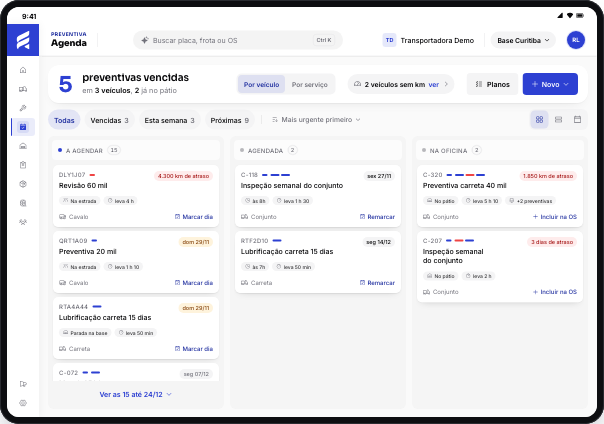 9:41
PREVENTIVA
Agenda
Buscar placa, frota ou OS
Ctrl K
TD
Transportadora Demo
Base Curitiba
RL
5
preventivas vencidas
em 3 veículos, 2 já no pátio
Por veículo
Por serviço
2 veículos sem km ver
Planos
+ Novo
Todas
Vencidas 3
Esta semana 3
Próximas 9
Mais urgente primeiro
A AGENDAR 15
DLY1J07
4.300 km de atraso
Revisão 60 mil
Na estrada
leva 4 h
Cavalo
Marcar dia
QRT1A09
dom 29/11
Preventiva 20 mil
Na estrada
leva 1 h 10
Cavalo
Marcar dia
RTA4A44
dom 29/11
Lubrificação carreta 15 dias
Parada na base
leva 50 min
Carreta
Marcar dia
C-072
seg 07/12
Ver as 15 até 24/12
AGENDADA 2
C-118
sex 27/11
Inspeção semanal do conjunto
às 8h
leva 1 h 30
Conjunto
Remarcar
RTF2D10
seg 14/12
Lubrificação carreta 15 dias
às 7h
leva 50 min
Carreta
Remarcar
NA OFICINA 2
C-320
1.850 km de atraso
Preventiva carreta 40 mil
No pátio
leva 5 h 10
+2 preventivas
Conjunto
+ Incluir na OS
C-207
3 dias de atraso
Inspeção semanal
do conjunto
No pátio
leva 2 h
Conjunto
+ Incluir na OS